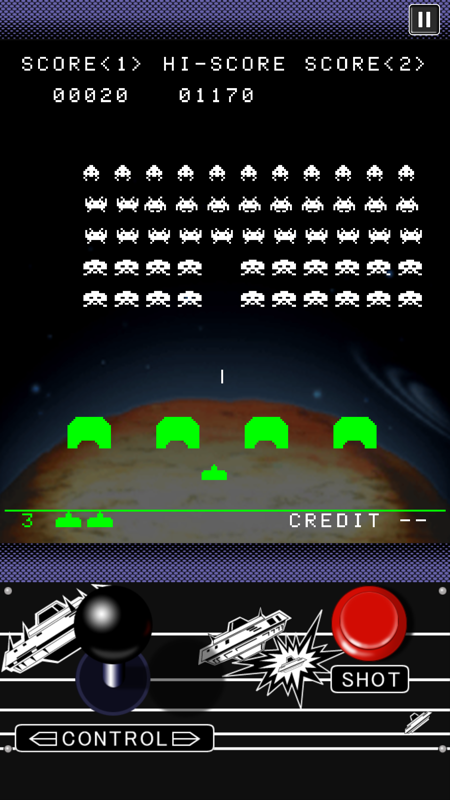 SCORE<1> HI-SCORE SCORE<2>
00020 01170
3 CREDIT --
SHOT
CONTROL